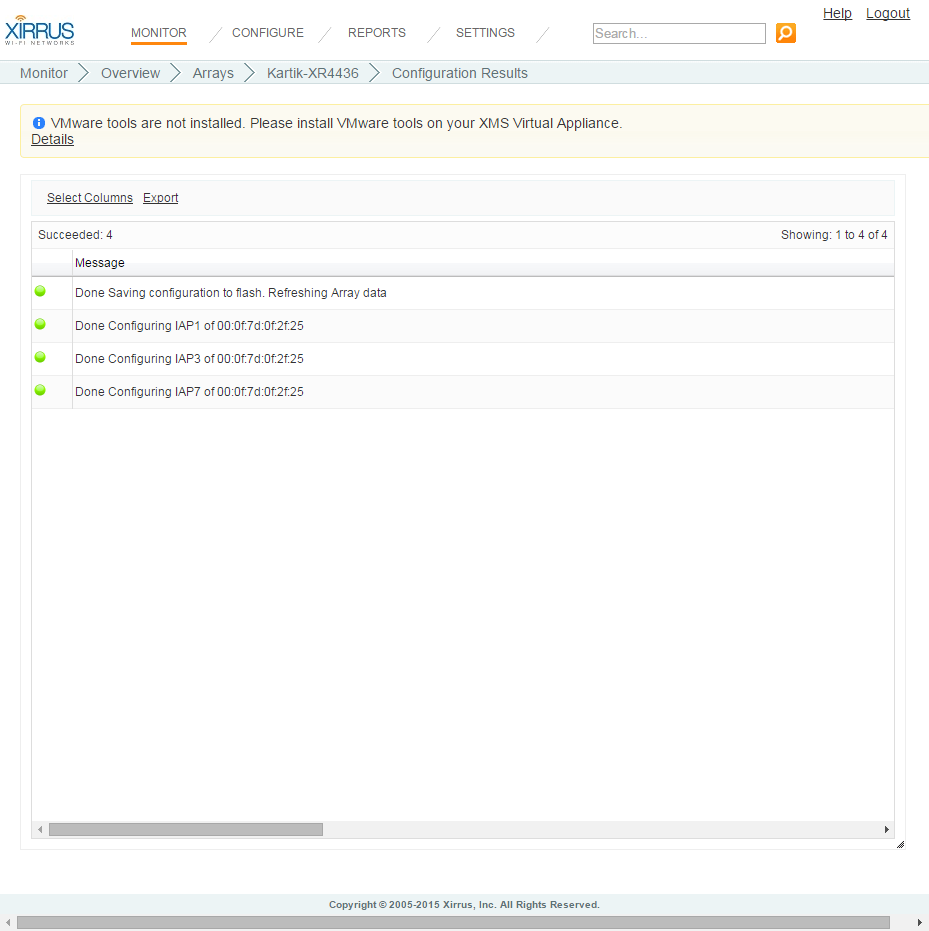 Help Logout
XIRRUS
WI-FI NETWORKS
MONITOR CONFIGURE REPORTS SETTINGS Search...
Monitor Overview Arrays Kartik-XR4436 Configuration Results
VMware tools are not installed. Please install VMware tools on your XMS Virtual Appliance.
Details
Select Columns Export
Succeeded: 4 Showing: 1 to 4 of 4
Message
Done Saving configuration to flash. Refreshing Array data
Done Configuring IAP1 of 00:0f:7d:0f:2f:25
Done Configuring IAP3 of 00:0f:7d:0f:2f:25
Done Configuring IAP7 of 00:0f:7d:0f:2f:25
Copyright © 2005-2015 Xirrus, Inc. All Rights Reserved.